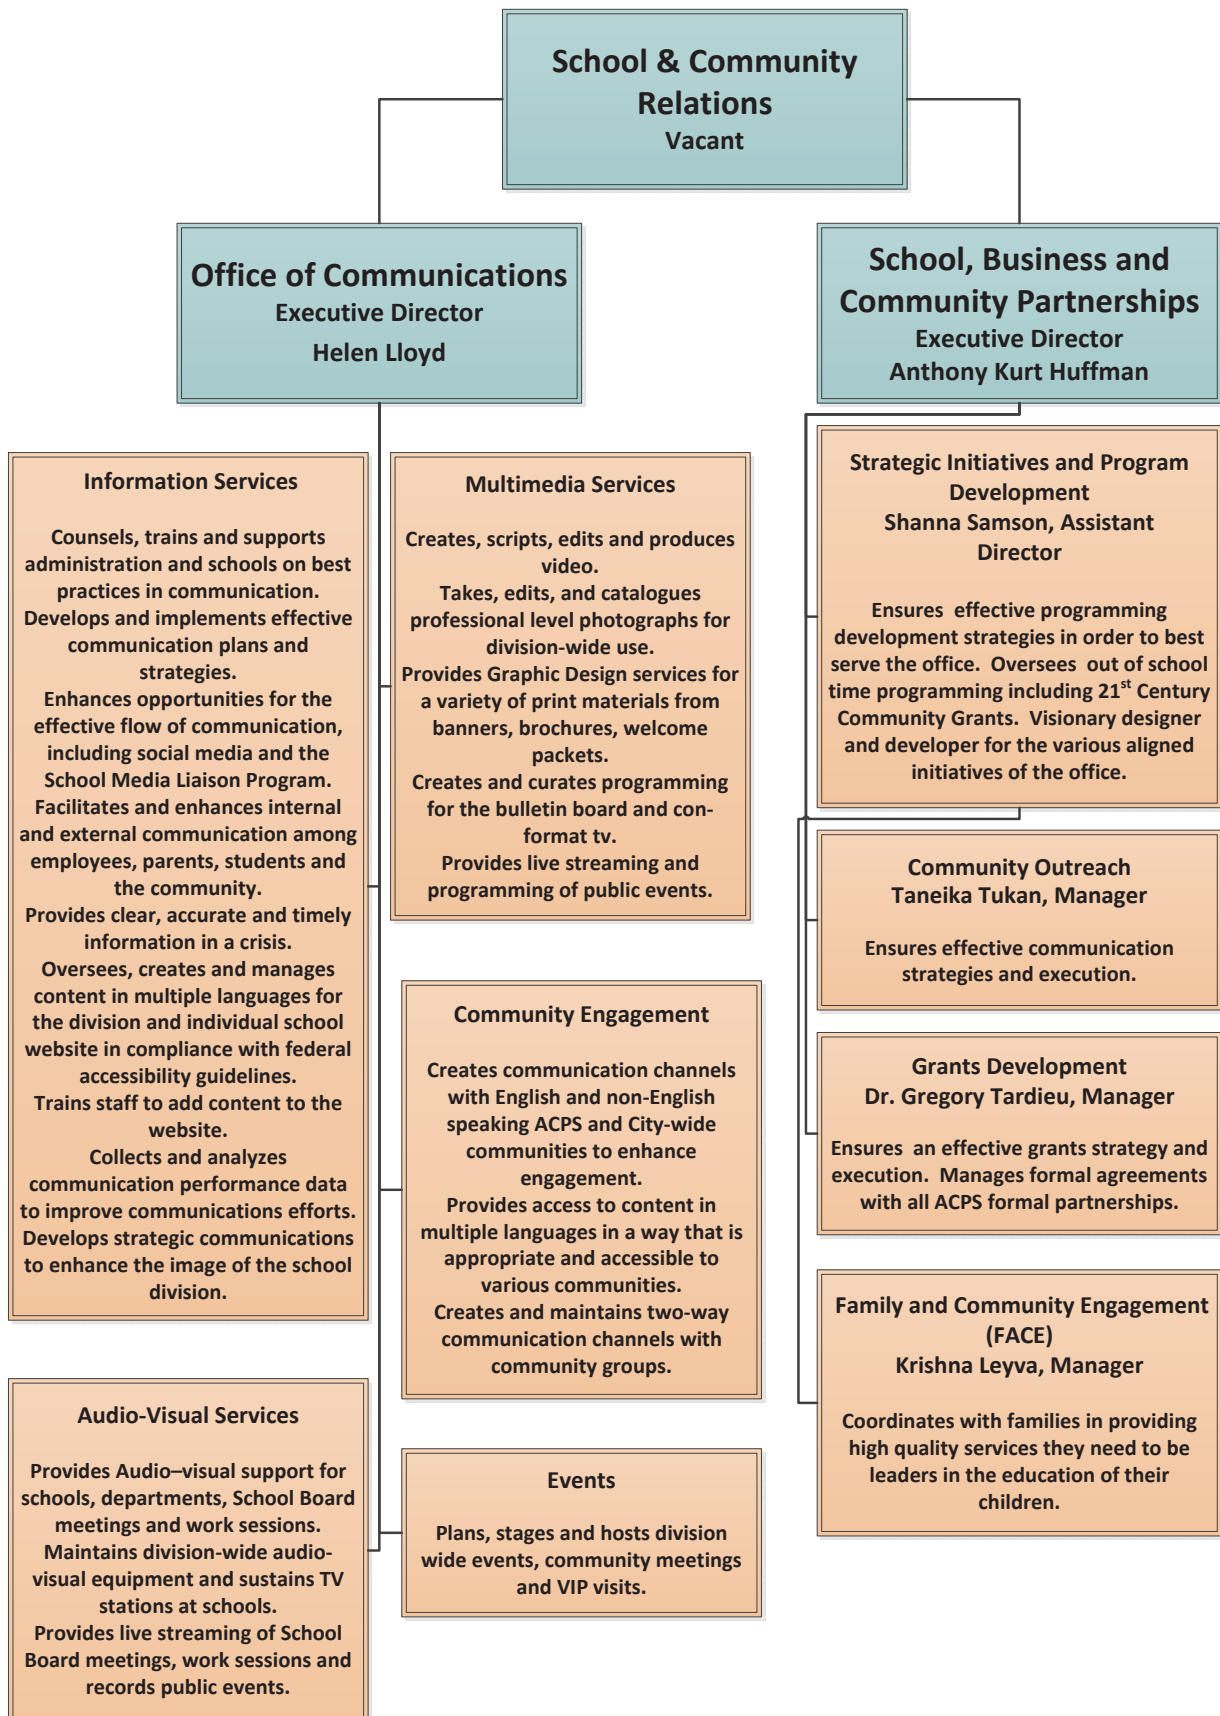 School & Community
Relations
Vacant
Office of Communications
Executive Director
Helen Lloyd
School, Business and
Community Partnerships
Executive Director
Anthony Kurt Huffman
Information Services
Counsels, trains and supports
administration and schools on best
practices in communication.
Develops and implements effective
communication plans and
strategies.
Enhances opportunities for the
effective flow of communication,
including social media and the
School Media Liaison Program.
Facilitates and enhances internal
and external communication among
employees, parents, students and
the community.
Provides clear, accurate and timely
information in a crisis.
Oversees, creates and manages
content in multiple languages for
the division and individual school
website in compliance with federal
accessibility guidelines.
Trains staff to add content to the
website.
Collects and analyzes
communication performance data
to improve communications efforts.
Develops strategic communications
to enhance the image of the school
division.
Audio-Visual Services
Provides Audio–visual support for
schools, departments, School Board
meetings and work sessions.
Maintains division-wide audio-
visual equipment and sustains TV
stations at schools.
Provides live streaming of School
Board meetings, work sessions and
records public events.
Multimedia Services
Creates, scripts, edits and produces
video.
Takes, edits, and catalogues
professional level photographs for
division-wide use.
Provides Graphic Design services for
a variety of print materials from
banners, brochures, welcome
packets.
Creates and curates programming
for the bulletin board and con-
format tv.
Provides live streaming and
programming of public events.
Community Engagement
Creates communication channels
with English and non-English
speaking ACPS and City-wide
communities to enhance
engagement.
Provides access to content in
multiple languages in a way that is
appropriate and accessible to
various communities.
Creates and maintains two-way
communication channels with
community groups.
Events
Plans, stages and hosts division
wide events, community meetings
and VIP visits.
Strategic Initiatives and Program
Development
Shanna Samson, Assistant
Director
Ensures  effective programming
development strategies in order to best
serve the office.  Oversees  out of school
time programming including 21st Century
Community Grants.  Visionary designer
and developer for the various aligned
initiatives of the office.
Community Outreach
Taneika Tukan, Manager
Ensures effective communication
strategies and execution.
Grants Development
Dr. Gregory Tardieu, Manager
Ensures  an effective grants strategy and
execution.  Manages formal agreements
with all ACPS formal partnerships.
Family and Community Engagement
(FACE)
Krishna Leyva, Manager
Coordinates with families in providing
high quality services they need to be
leaders in the education of their
children.